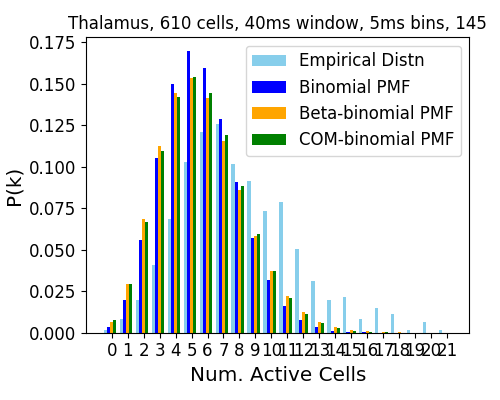 Thalamus, 610 cells, 40ms window, 5ms bins, 145
Empirical Distn
Binomial PMF
Beta-binomial PMF
COM-binomial PMF
P(k)
0.175
0.150
0.125
0.100
0.075
0.050
0.025
0.000
0 1 2 3 4 5 6 7 8 9 10 11 12 13 14 15 16 17 18 19 20 21
Num. Active Cells